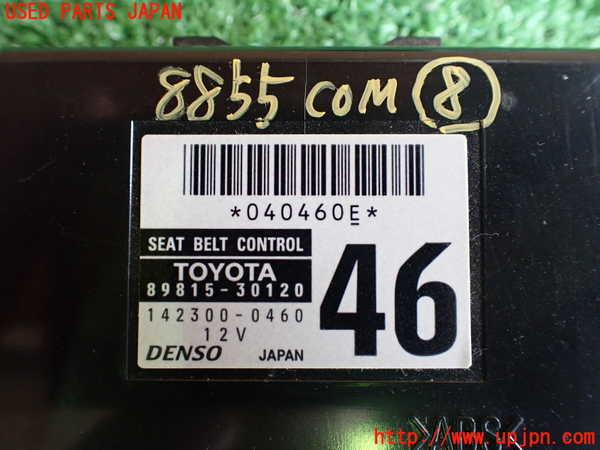 USED PARTS JAPAN
8855 COM 8
*040460E*
SEAT BELT CONTROL
TOYOTA
89815-30120
142300-0460
12V
DENSO JAPAN
46
>ABS<
http://www.upjpn.com